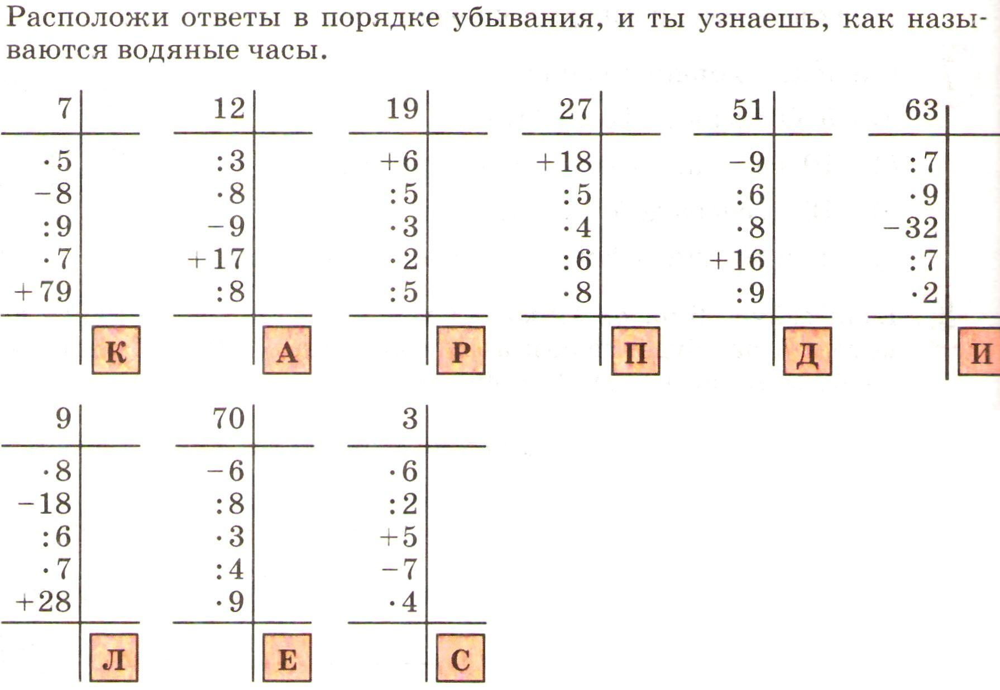 Расположи ответы в порядке убывания, и ты узнаешь, как назы-
ваются водяные часы.
7 12 19 27 51 63
·5 :3 +6 +18 −9 :7
−8 ·8 :5 :5 :6 ·9
:9 −9 ·3 ·4 ·8 −32
·7 +17 ·2 :6 +16 :7
+79 :8 :5 ·8 :9 ·2
К А Р П Д И
9 70 3
·8 −6 ·6
−18 :8 :2
:6 ·3 +5
·7 :4 −7
+28 ·9 ·4
Л Е С